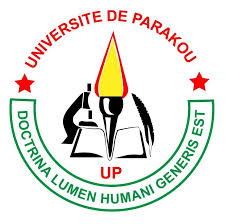 UNIVERSITE DE PARAKOU
UP
DOCTRINA LUMEN HUMANI GENERIS EST